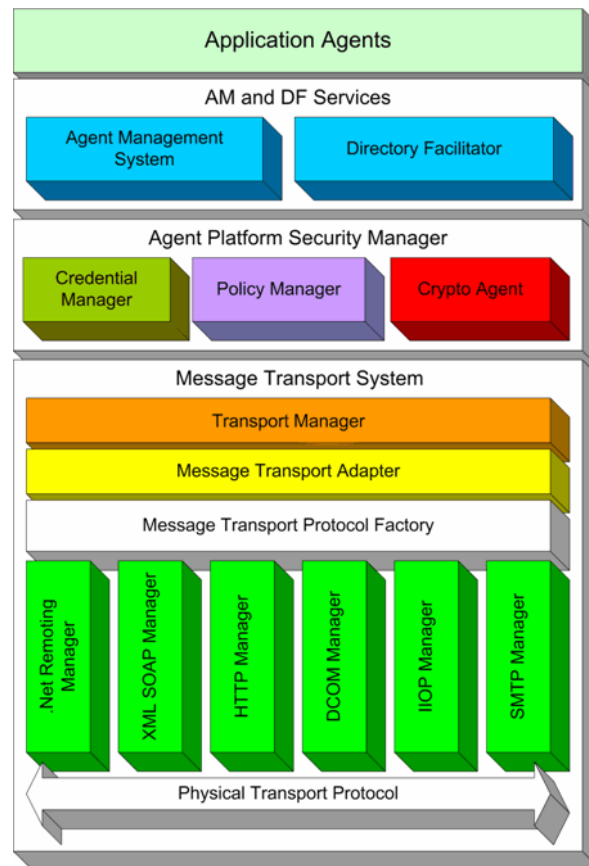 Application Agents
AM and DF Services
Agent Management
System
Directory Facilitator
Agent Platform Security Manager
Credential
Manager
Policy Manager
Crypto Agent
Message Transport System
Transport Manager
Message Transport Adapter
Message Transport Protocol Factory
.Net Remoting
Manager
XML SOAP Manager
HTTP Manager
DCOM Manager
IIOP Manager
SMTP Manager
Physical Transport Protocol